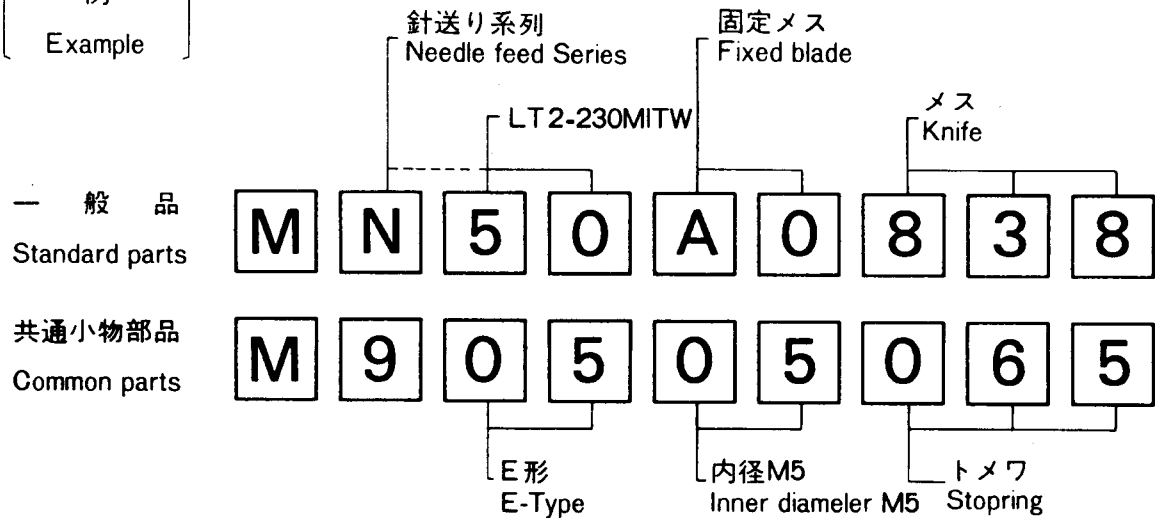 例
Example
針送り系列
Needle feed Series
固定メス
Fixed blade
LT2-230MITW
メス
Knife
一般品
Standard parts
M N 5 0 A 0 8 3 8
共通小物部品
Common parts
M 9 0 5 0 5 0 6 5
E形
E-Type
内径M5
Inner diameler M5
トメワ
Stopring